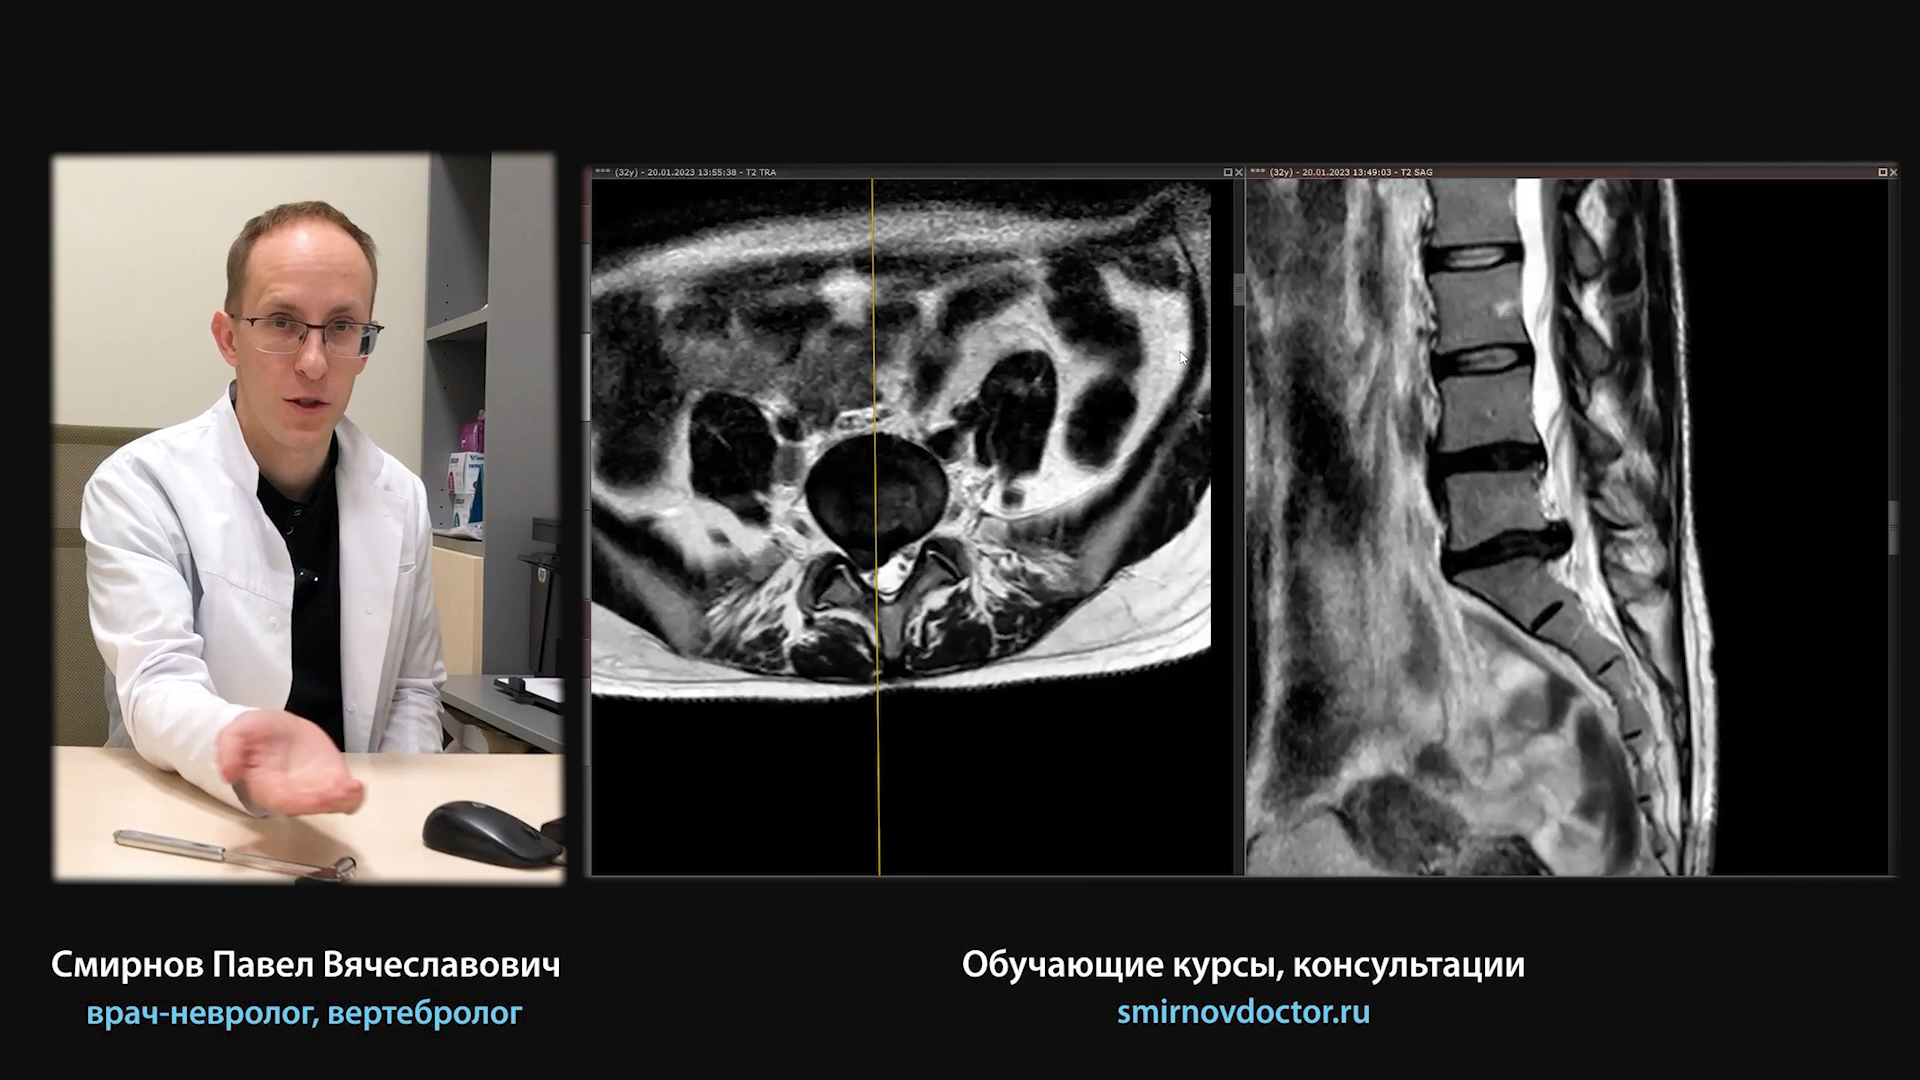 *** (32y) - 20.01.2023 13:55:38 - T2 TRA
*** (32y) - 20.01.2023 13:49:03 - T2 SAG
Смирнов Павел Вячеславович
врач-невролог, вертебролог
Обучающие курсы, консультации
smirnovdoctor.ru